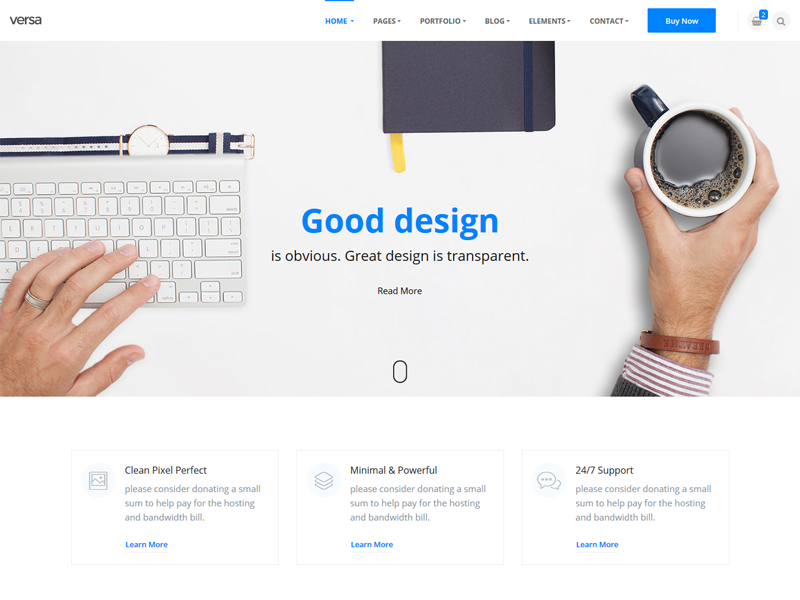 versa
HOME PAGES PORTFOLIO BLOG ELEMENTS CONTACT Buy Now 2
Good design
is obvious. Great design is transparent.
Read More
Clean Pixel Perfect
please consider donating a small
sum to help pay for the hosting
and bandwidth bill.
Learn More
Minimal & Powerful
please consider donating a small
sum to help pay for the hosting
and bandwidth bill.
Learn More
24/7 Support
please consider donating a small
sum to help pay for the hosting
and bandwidth bill.
Learn More